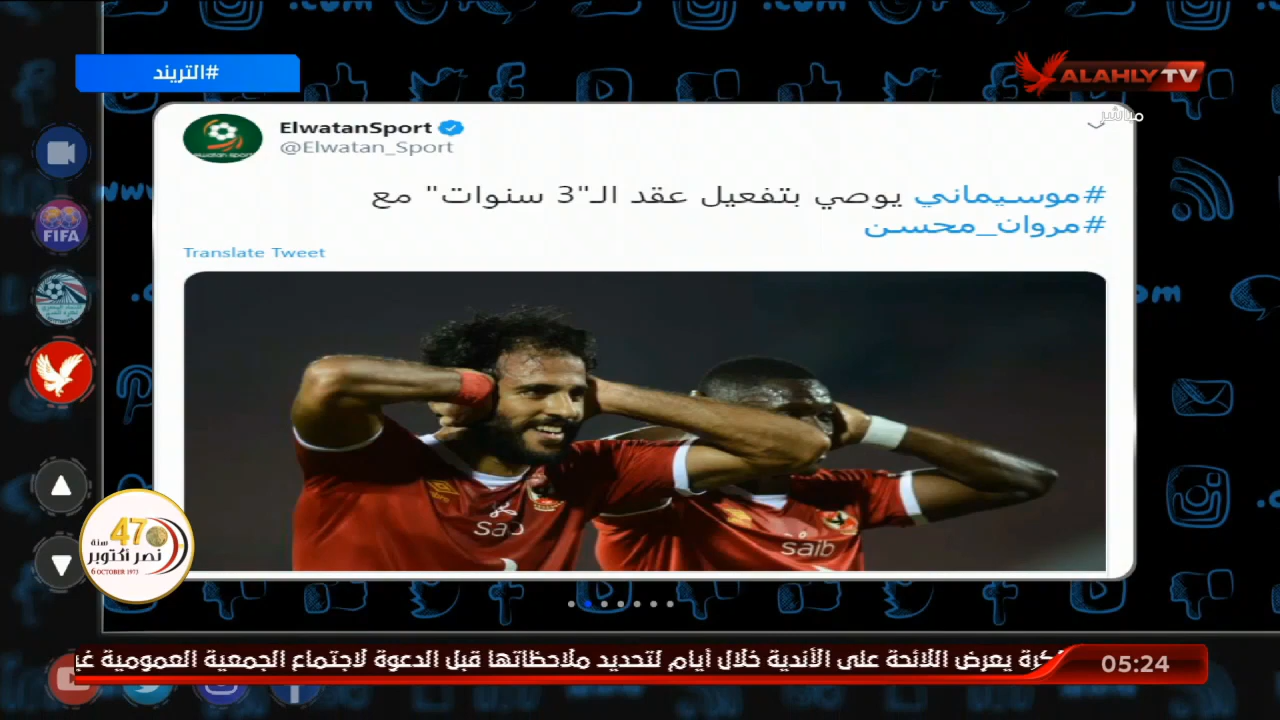 #التريند
ALAHLY TV
مباشر
ElwatanSport
@Elwatan_Sport
#موسيماني يوصي بتفعيل عقد الـ"3 سنوات" مع
#مروان_محسن
Translate Tweet
FIFA
saib
saib
47 سنة
نصر أكتوبر
6 OCTOBER 1973
كرة يعرض اللائحة على الأندية خلال أيام لتحديد ملاحظاتها قبل الدعوة لاجتماع الجمعية العمومية
05:24